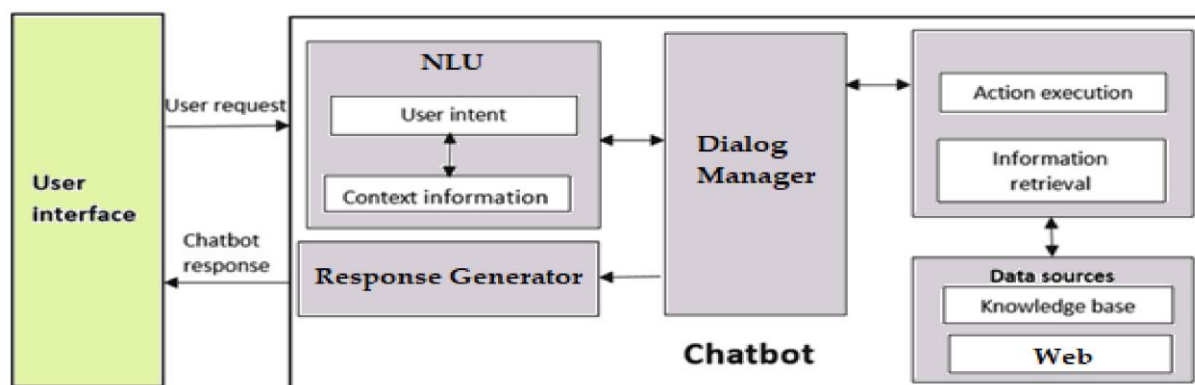 User
interface
User request
Chatbot
response
NLU
User intent
Context information
Response Generator
Dialog
Manager
Action execution
Information
retrieval
Data sources
Knowledge base
Web
Chatbot